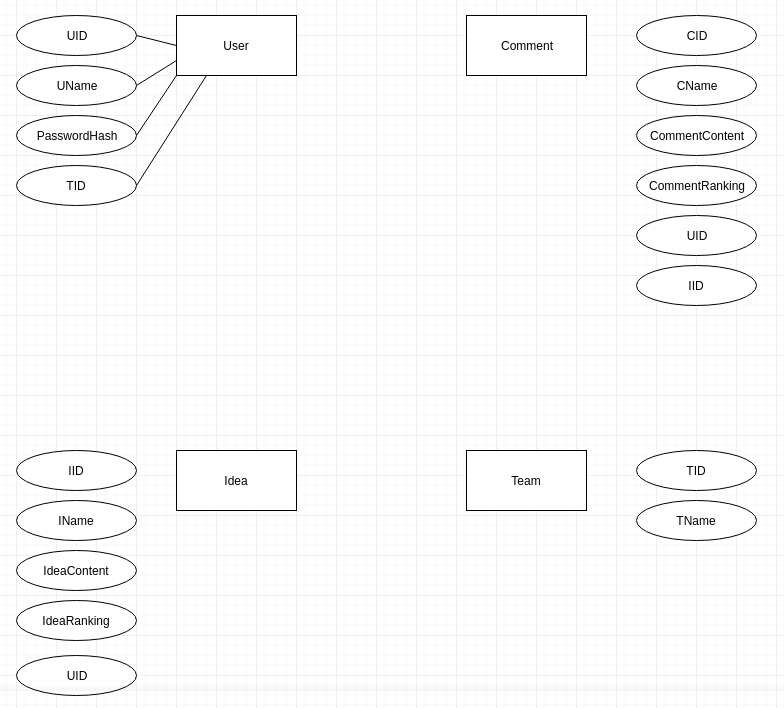 UID
UName
PasswordHash
TID
User
Comment
CID
CName
CommentContent
CommentRanking
UID
IID
IID
IName
IdeaContent
IdeaRanking
UID
Idea
Team
TID
TName